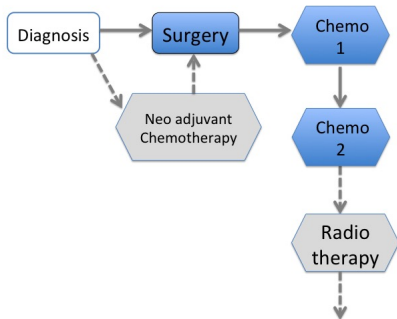 Diagnosis
Surgery
Chemo
1
Neo adjuvant
Chemotherapy
Chemo
2
Radio
therapy